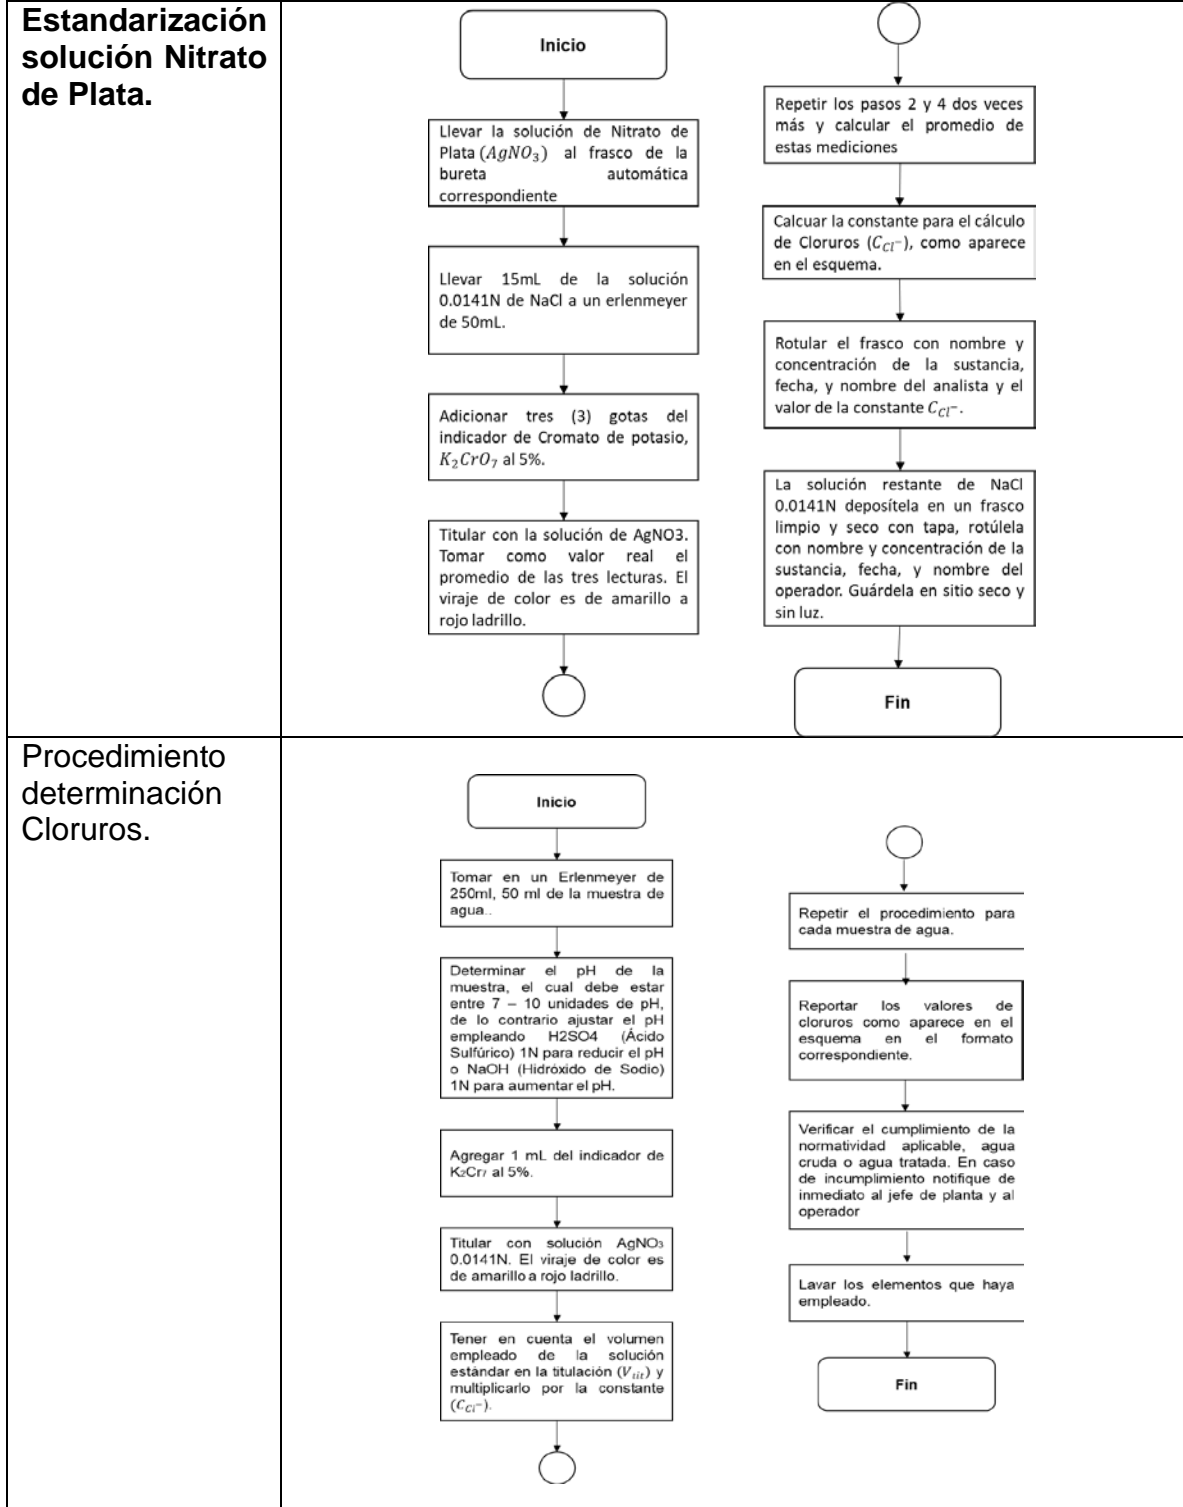 Estandarización
solución Nitrato
de Plata.
Inicio
Llevar la solución de Nitrato de
Plata (AgNO₃) al frasco de la
bureta automática
correspondiente
Llevar 15mL de la solución
0.0141N de NaCl a un erlenmeyer
de 50mL.
Adicionar tres (3) gotas del
indicador de Cromato de potasio,
K₂CrO₇ al 5%.
Titular con la solución de AgNO3.
Tomar como valor real el
promedio de las tres lecturas. El
viraje de color es de amarillo a
rojo ladrillo.
Repetir los pasos 2 y 4 dos veces
más y calcular el promedio de
estas mediciones
Calcuar la constante para el cálculo
de Cloruros (C_Cl⁻), como aparece
en el esquema.
Rotular el frasco con nombre y
concentración de la sustancia,
fecha, y nombre del analista y el
valor de la constante C_Cl⁻.
La solución restante de NaCl
0.0141N deposítela en un frasco
limpio y seco con tapa, rotúlela
con nombre y concentración de la
sustancia, fecha, y nombre del
operador. Guárdela en sitio seco y
sin luz.
Fin
Procedimiento
determinación
Cloruros.
Inicio
Tomar en un Erlenmeyer de
250ml, 50 ml de la muestra de
agua..
Determinar el pH de la
muestra, el cual debe estar
entre 7 – 10 unidades de pH,
de lo contrario ajustar el pH
empleando H2SO4 (Ácido
Sulfúrico) 1N para reducir el pH
o NaOH (Hidróxido de Sodio)
1N para aumentar el pH.
Agregar 1 mL del indicador de
K₂Cr₇ al 5%.
Titular con solución AgNO₃
0.0141N. El viraje de color es
de amarillo a rojo ladrillo.
Tener en cuenta el volumen
empleado de la solución
estándar en la titulación (V_tit) y
multiplicarlo por la constante
(C_Cl⁻).
Repetir el procedimiento para
cada muestra de agua.
Reportar los valores de
cloruros como aparece en el
esquema en el formato
correspondiente.
Verificar el cumplimiento de la
normatividad aplicable, agua
cruda o agua tratada. En caso
de incumplimiento notifique de
inmediato al jefe de planta y al
operador
Lavar los elementos que haya
empleado.
Fin